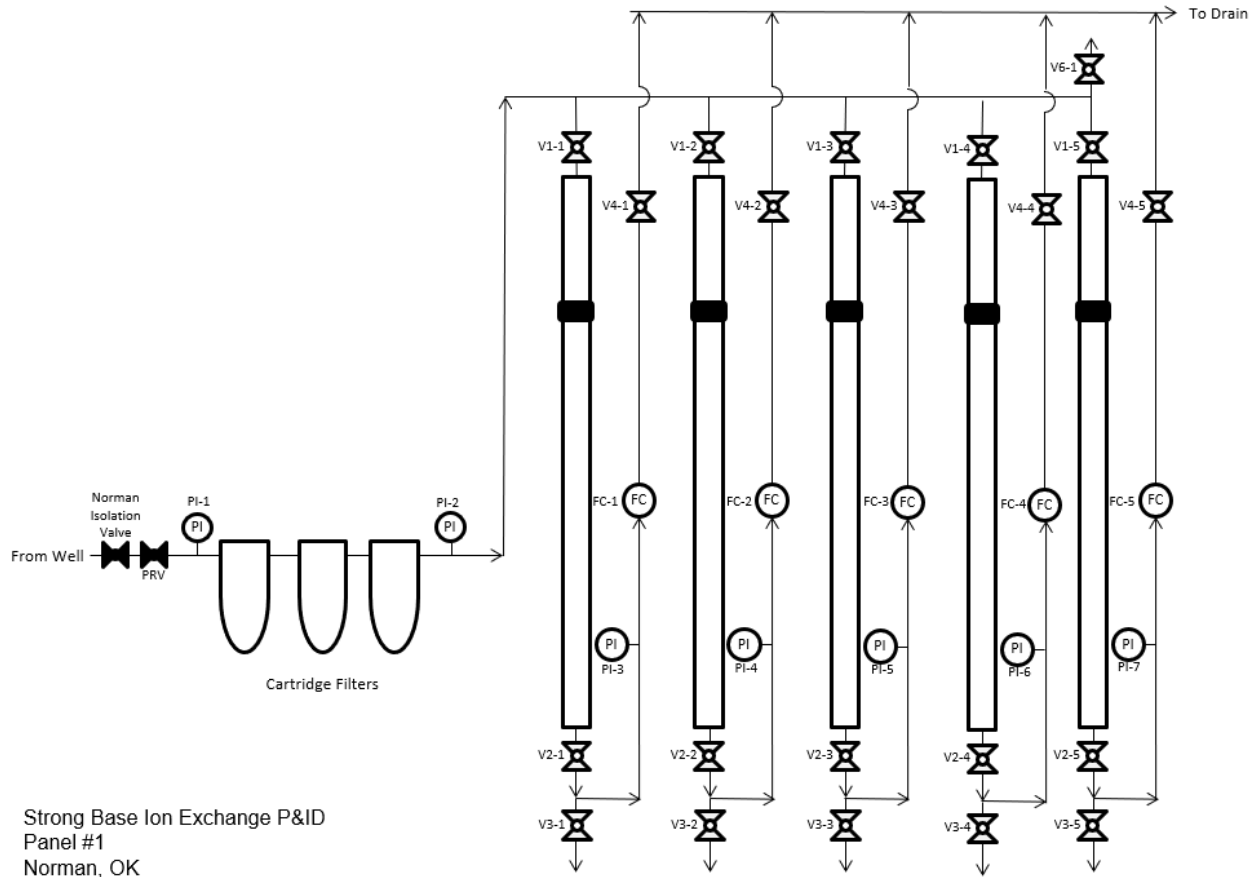 To Drain
V6-1
V1-1
V1-2
V1-3
V1-4
V1-5
V4-1
V4-2
V4-3
V4-4
V4-5
Norman
Isolation
Valve
PI-1
PI
PI-2
PI
FC-1
FC
FC-2
FC
FC-3
FC
FC-4
FC
FC-5
FC
From Well
PRV
PI
PI-3
PI
PI-4
PI
PI-5
PI
PI-6
PI
PI-7
Cartridge Filters
V2-1
V2-2
V2-3
V2-4
V2-5
V3-1
V3-2
V3-3
V3-4
V3-5
Strong Base Ion Exchange P&ID
Panel #1
Norman, OK